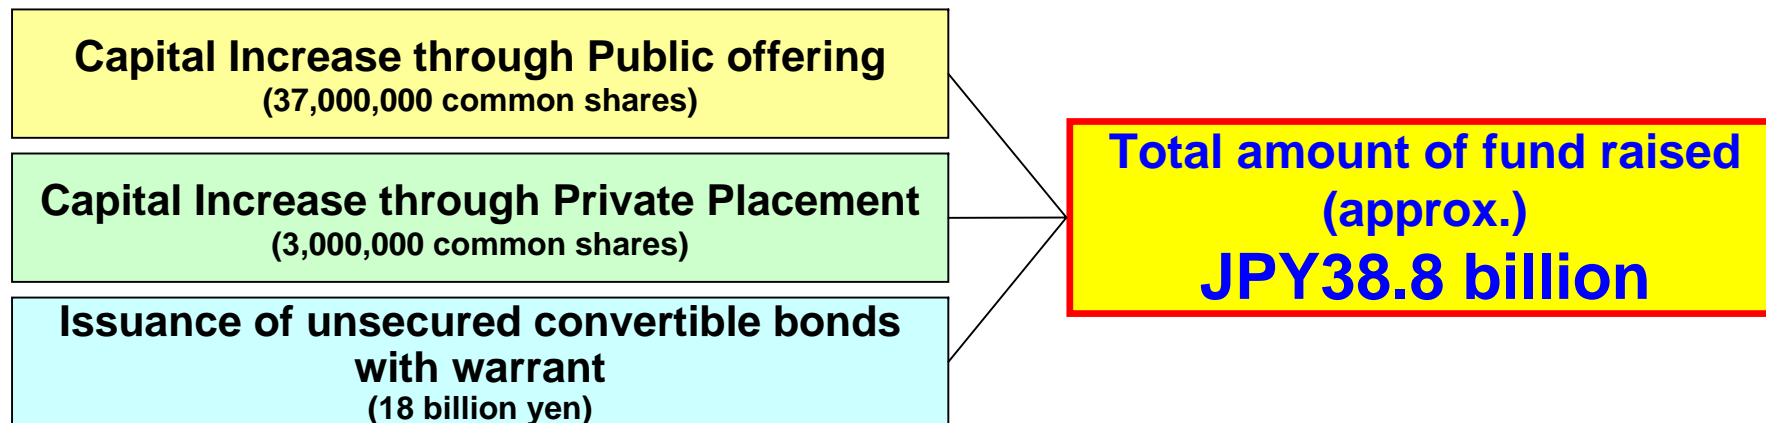 Capital Increase through Public offering
(37,000,000 common shares)
Capital Increase through Private Placement
(3,000,000 common shares)
Issuance of unsecured convertible bonds
with warrant
(18 billion yen)
Total amount of fund raised
(approx.)
JPY38.8 billion